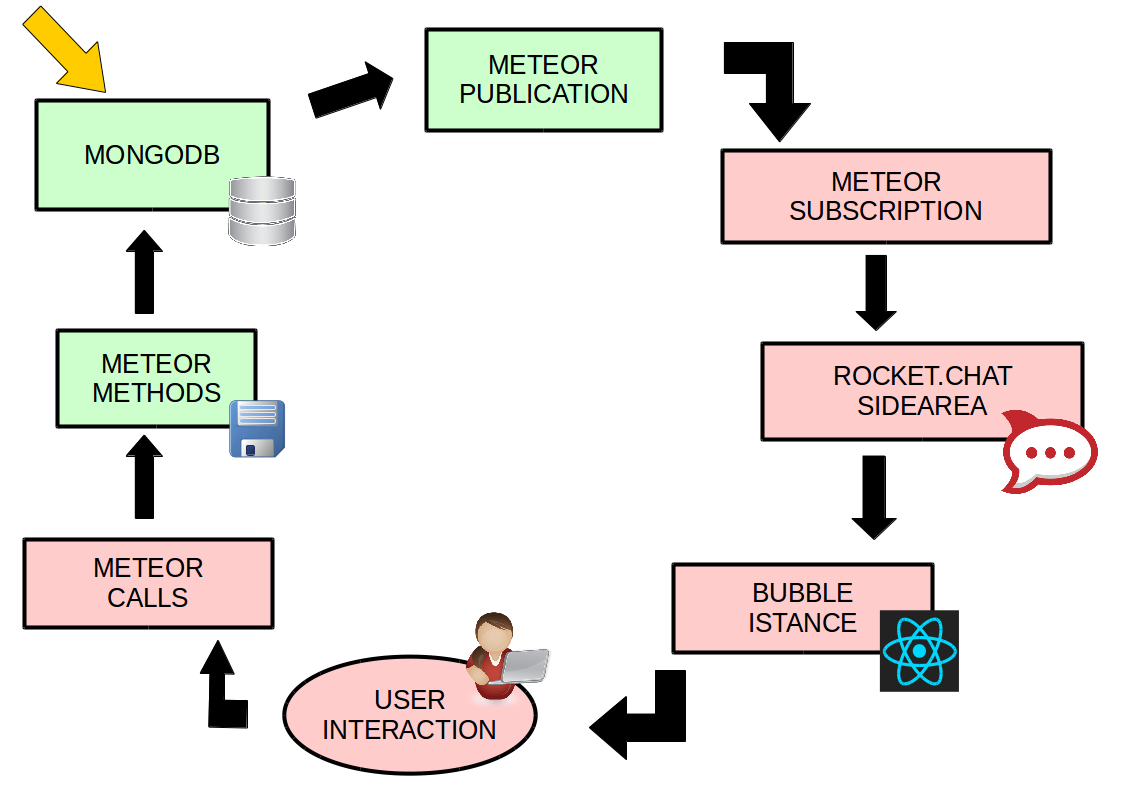 METEOR
PUBLICATION
MONGODB
METEOR
SUBSCRIPTION
METEOR
METHODS
ROCKET.CHAT
SIDEAREA
METEOR
CALLS
BUBBLE
ISTANCE
USER
INTERACTION